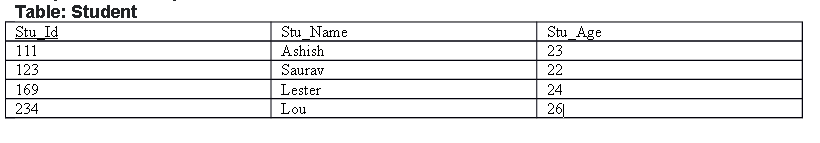 Table: Student
Stu_Id Stu_Name Stu_Age
111 Ashish 23
123 Saurav 22
169 Lester 24
234 Lou 26